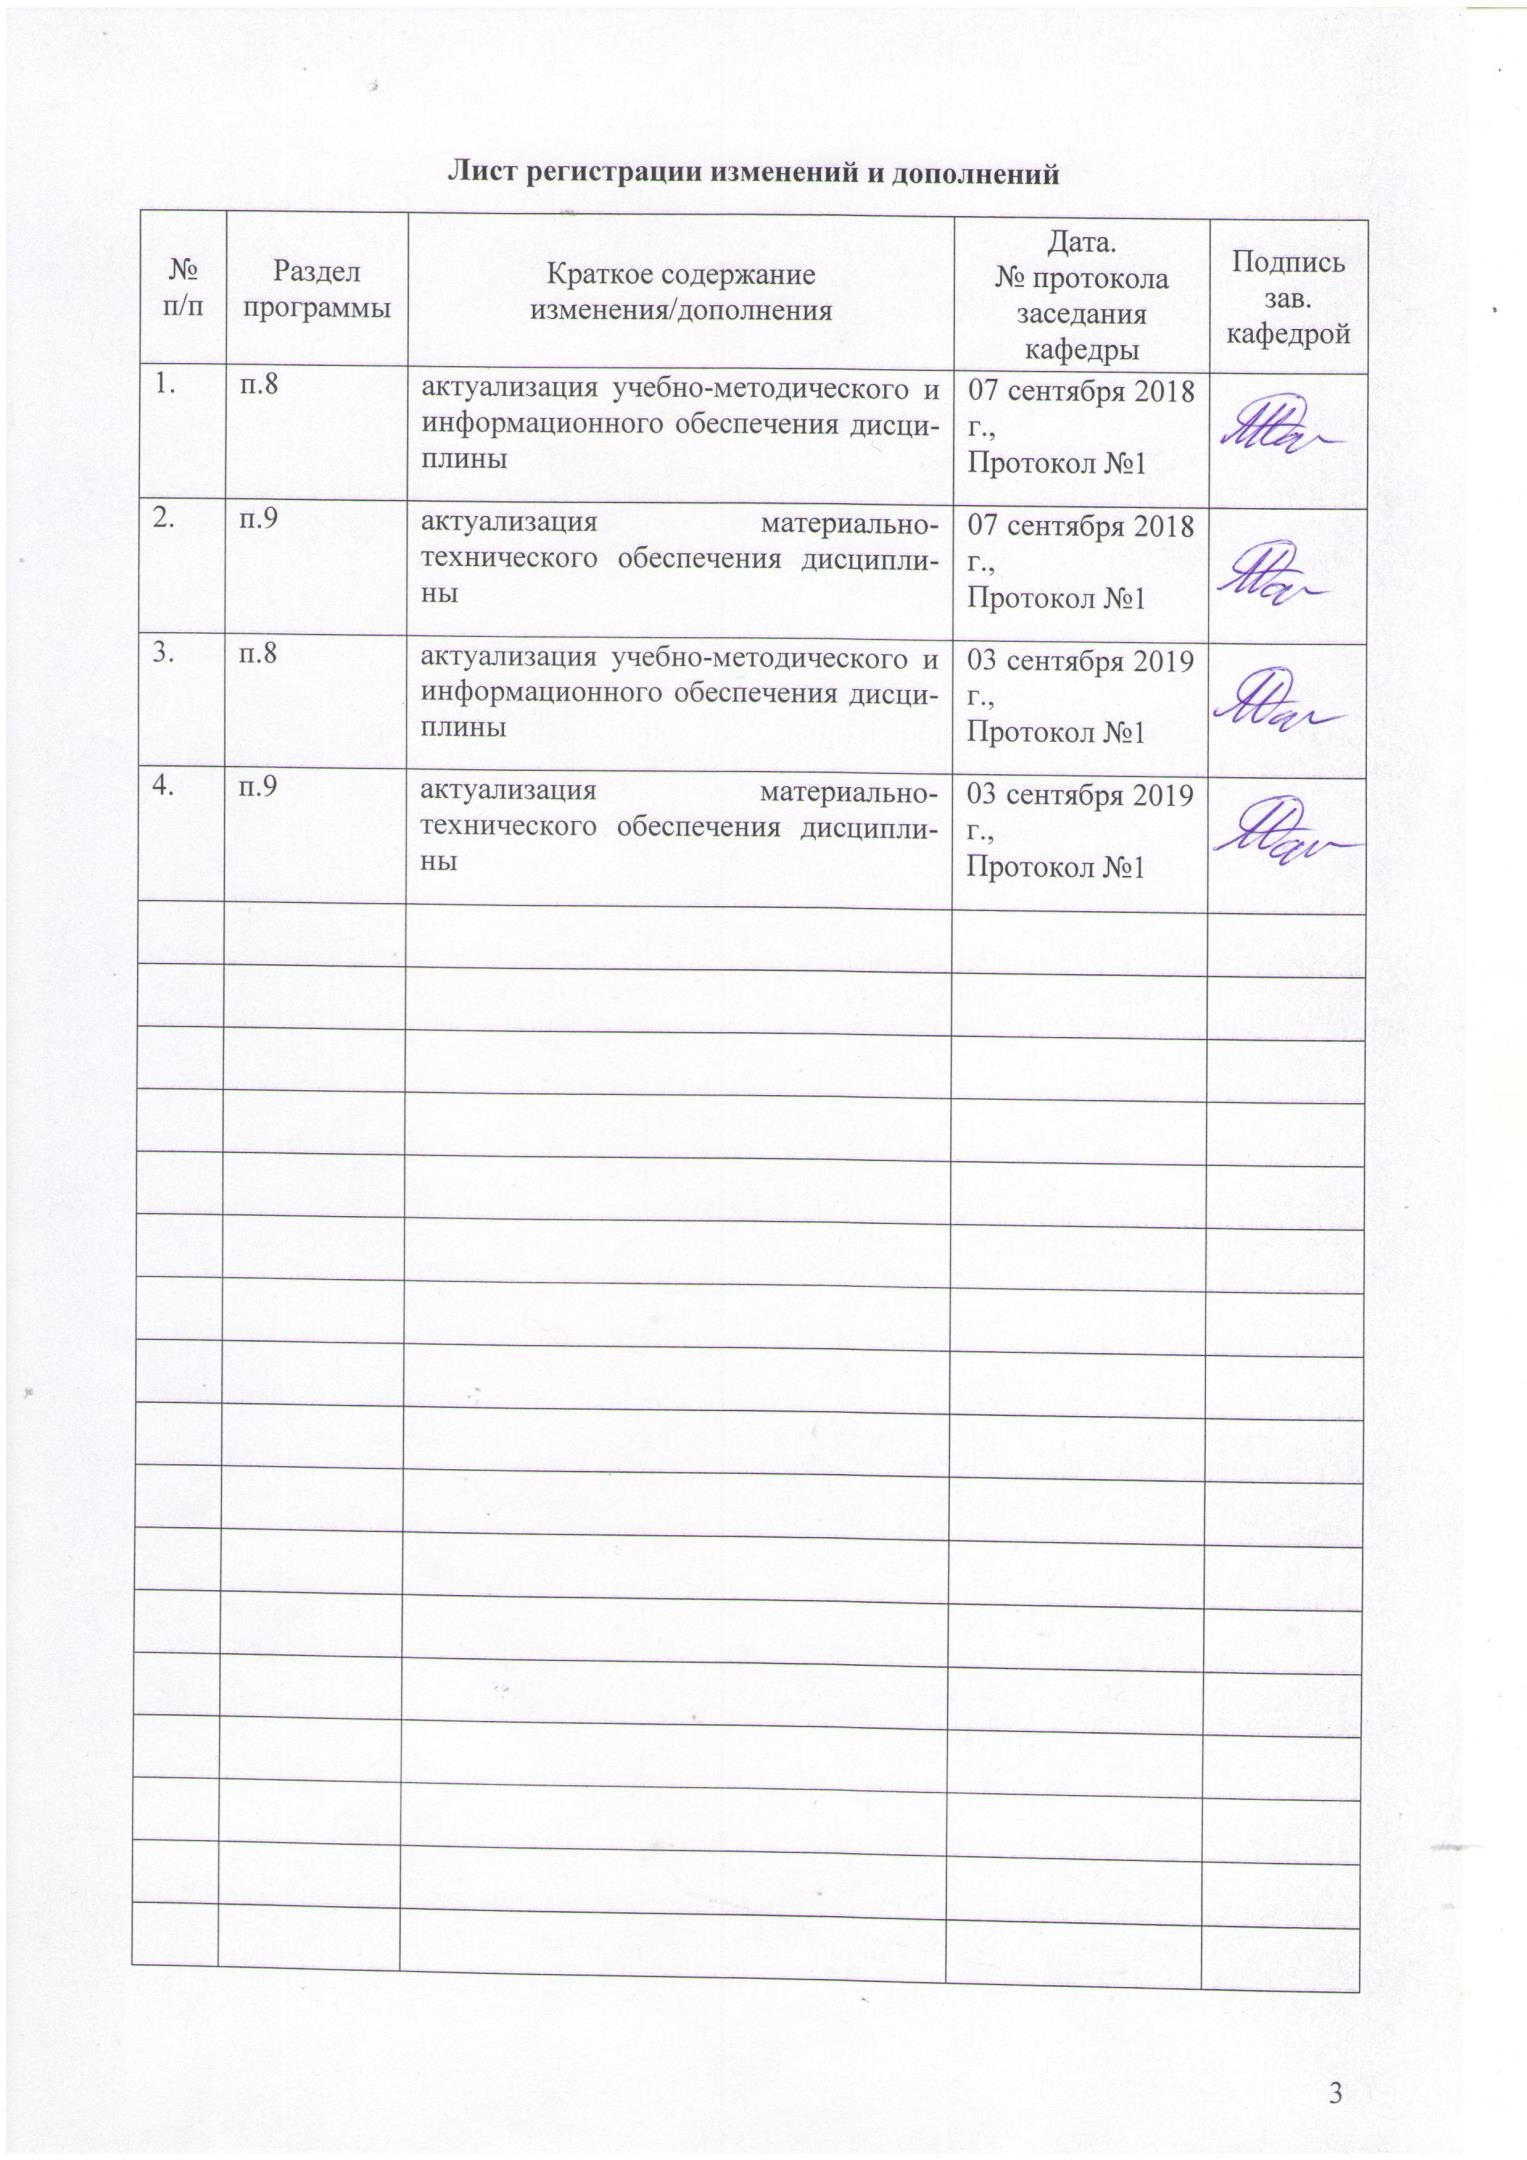 Лист регистрации изменений и дополнений
№
п/п
Раздел
программы
Краткое содержание
изменения/дополнения
Дата.
№ протокола
заседания
кафедры
Подпись
зав.
кафедрой
1.
п.8
актуализация учебно-методического и
информационного обеспечения дисци-
плины
07 сентября 2018
г.,
Протокол №1
2.
п.9
актуализация материально-
технического обеспечения дисципли-
ны
07 сентября 2018
г.,
Протокол №1
3.
п.8
актуализация учебно-методического и
информационного обеспечения дисци-
плины
03 сентября 2019
г.,
Протокол №1
4.
п.9
актуализация материально-
технического обеспечения дисципли-
ны
03 сентября 2019
г.,
Протокол №1
3